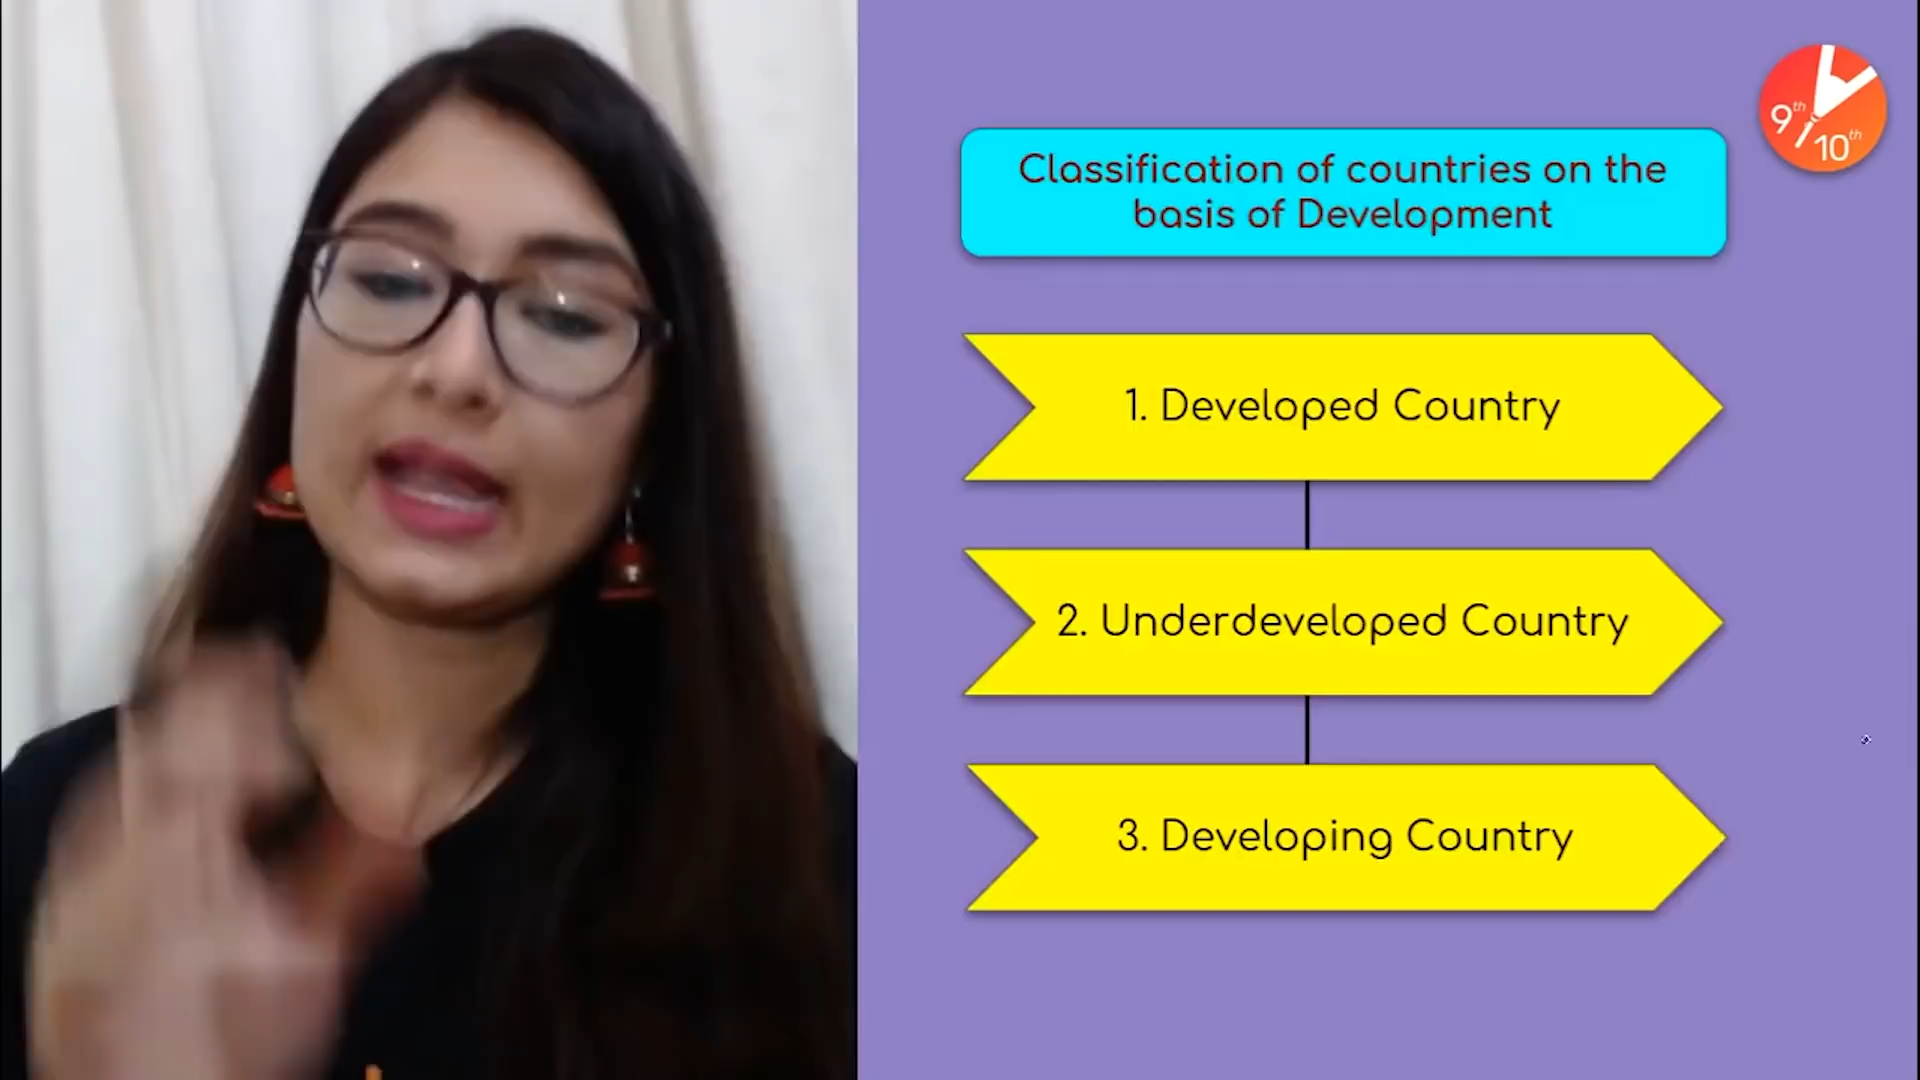 9th
10th
Classification of countries on the
basis of Development
1. Developed Country
2. Underdeveloped Country
3. Developing Country